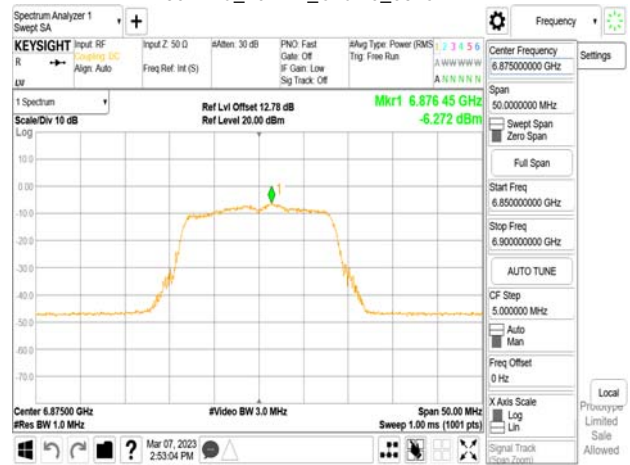 Spectrum Analyzer 1
Swept SA
Frequency
KEYSIGHT
Input: RF
Coupling: DC
Align: Auto
Input Z: 50 Ω
Freq Ref: Int (S)
#Atten: 30 dB
PNO: Fast
Gate: Off
IF Gain: Low
Sig Track: Off
#Avg Type: Power (RMS
Trig: Free Run
1 2 3 4 5 6
A WWWWW
A NNNNN
R
LW
Center Frequency
6.875000000 GHz
Settings
Span
50.0000000 MHz
Swept Span
Zero Span
Full Span
Start Freq
6.850000000 GHz
Stop Freq
6.900000000 GHz
AUTO TUNE
CF Step
5.000000 MHz
Auto
Man
Freq Offset
0 Hz
X Axis Scale
Log
Lin
Signal Track
(Span Zoom)
Local
Prototype
Limited
Sale
Allowed
1 Spectrum
Scale/Div 10 dB
Log
Ref Lvl Offset 12.78 dB
Ref Level 20.00 dBm
Mkr1 6.876 45 GHz
-6.272 dBm
1
10.0
0.00
-10.0
-20.0
-30.0
-40.0
-50.0
-60.0
-70.0
Center 6.87500 GHz
#Res BW 1.0 MHz
#Video BW 3.0 MHz
Span 50.00 MHz
Sweep 1.00 ms (1001 pts)
?
Mar 07, 2023
2:53:04 PM